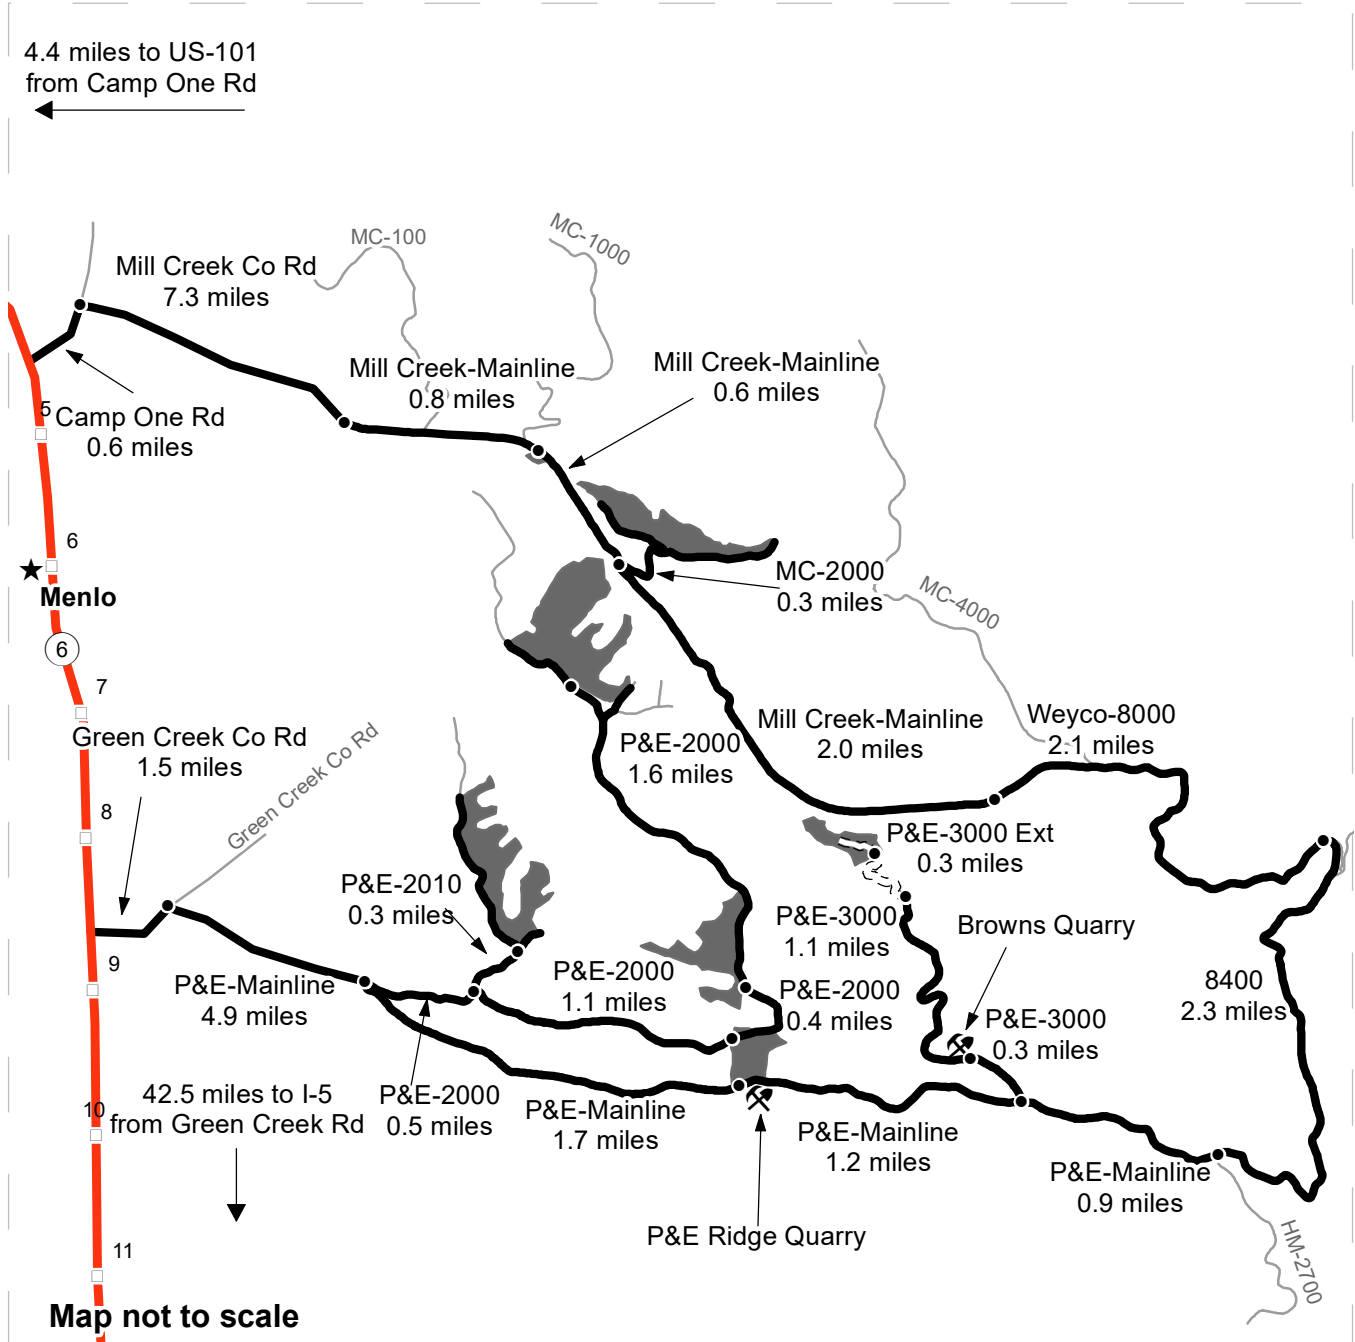 4.4 miles to US-101
from Camp One Rd
MC-100
MC-1000
Mill Creek Co Rd
7.3 miles
Mill Creek-Mainline
0.8 miles
Mill Creek-Mainline
0.6 miles
5
Camp One Rd
0.6 miles
6
Menlo
6
MC-2000
0.3 miles
MC-4000
7
Green Creek Co Rd
1.5 miles
Green Creek Co Rd
P&E-2000
1.6 miles
Mill Creek-Mainline
2.0 miles
Weyco-8000
2.1 miles
8
P&E-3000 Ext
0.3 miles
P&E-2010
0.3 miles
P&E-3000
1.1 miles
Browns Quarry
9
P&E-Mainline
4.9 miles
P&E-2000
1.1 miles
P&E-2000
0.4 miles
8400
2.3 miles
P&E-3000
0.3 miles
10
42.5 miles to I-5
from Green Creek Rd
P&E-2000
0.5 miles
P&E-Mainline
1.7 miles
P&E-Mainline
1.2 miles
P&E-Mainline
0.9 miles
P&E Ridge Quarry
11
HM-2700
Map not to scale